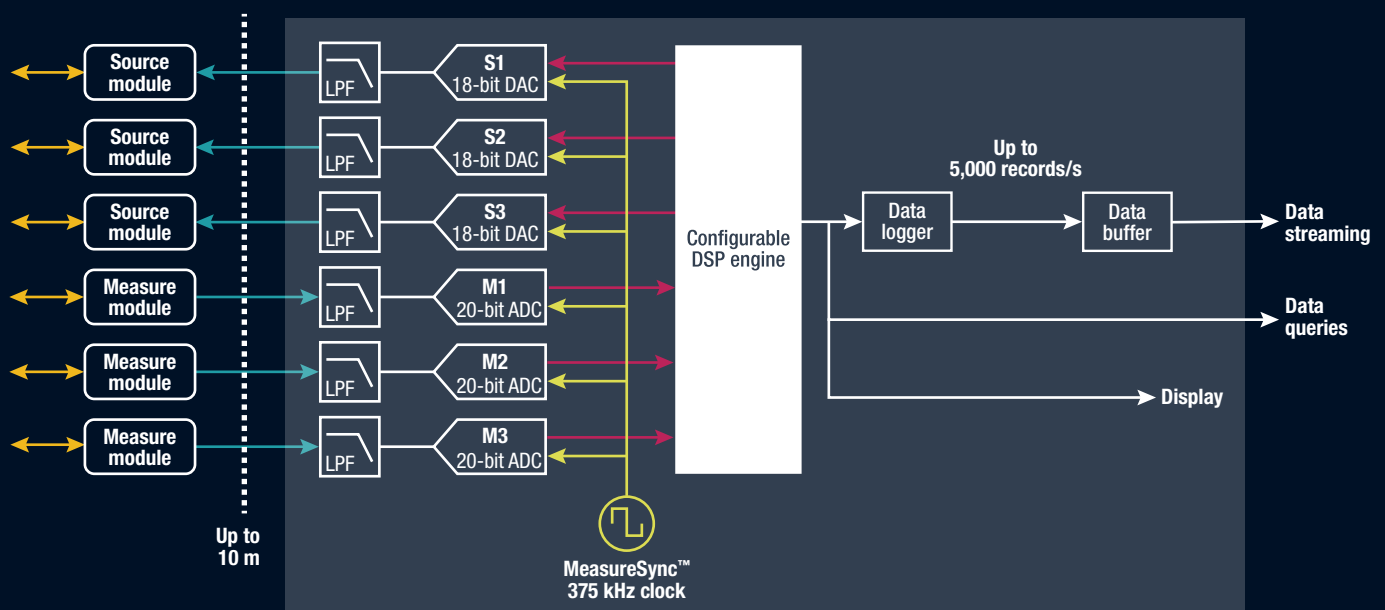 Source
module
LPF
S1
18-bit DAC
Source
module
LPF
S2
18-bit DAC
Source
module
LPF
S3
18-bit DAC
Measure
module
LPF
M1
20-bit ADC
Measure
module
LPF
M2
20-bit ADC
Measure
module
LPF
M3
20-bit ADC
Up to
10 m
MeasureSync™
375 kHz clock
Configurable
DSP engine
Up to
5,000 records/s
Data
logger
Data
buffer
Data
streaming
Data
queries
Display